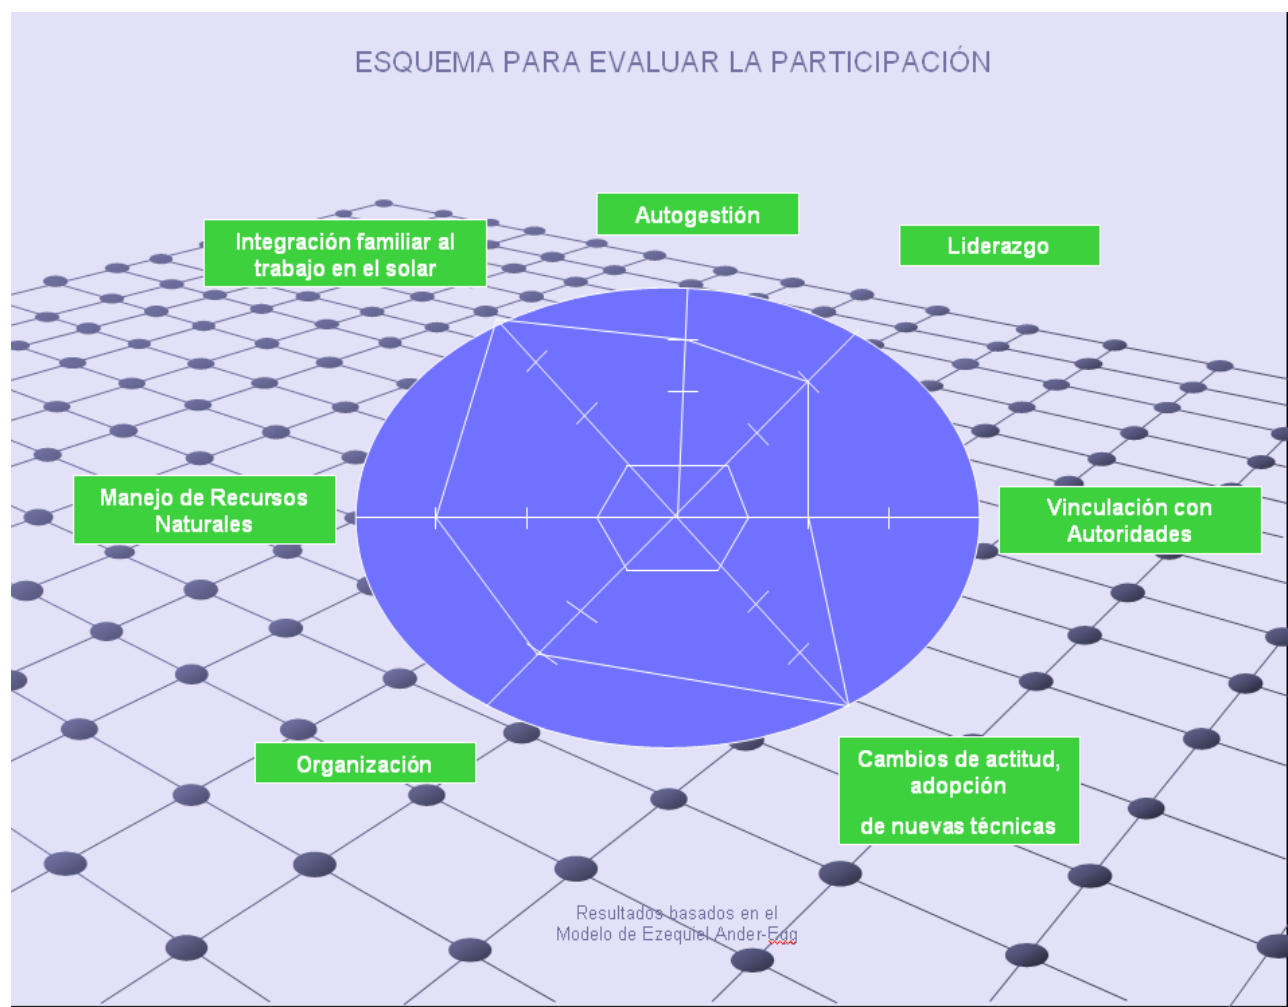 ESQUEMA PARA EVALUAR LA PARTICIPACIÓN
Autogestión
Integración familiar al
trabajo en el solar
Liderazgo
Manejo de Recursos
Naturales
Vinculación con
Autoridades
Organización
Cambios de actitud,
adopción
de nuevas técnicas
Resultados basados en el
Modelo de Ezequiel Ander-Egg